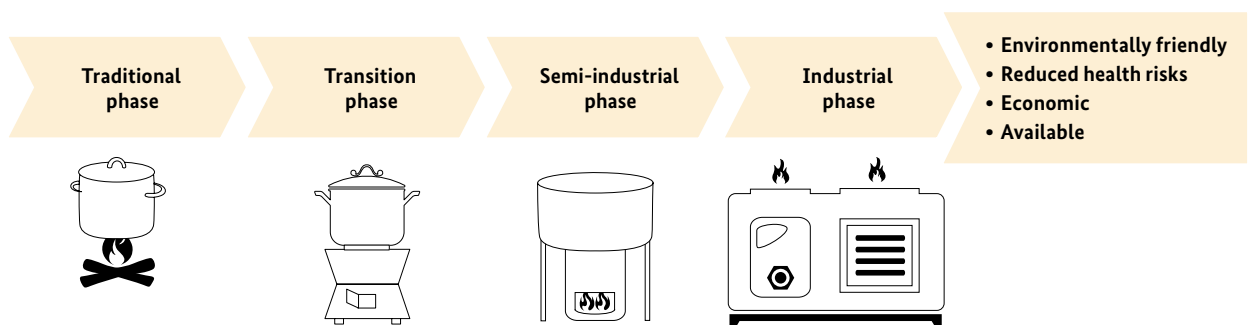 Traditional
phase
Transition
phase
Semi-industrial
phase
Industrial
phase
• Environmentally friendly
• Reduced health risks
• Economic
• Available